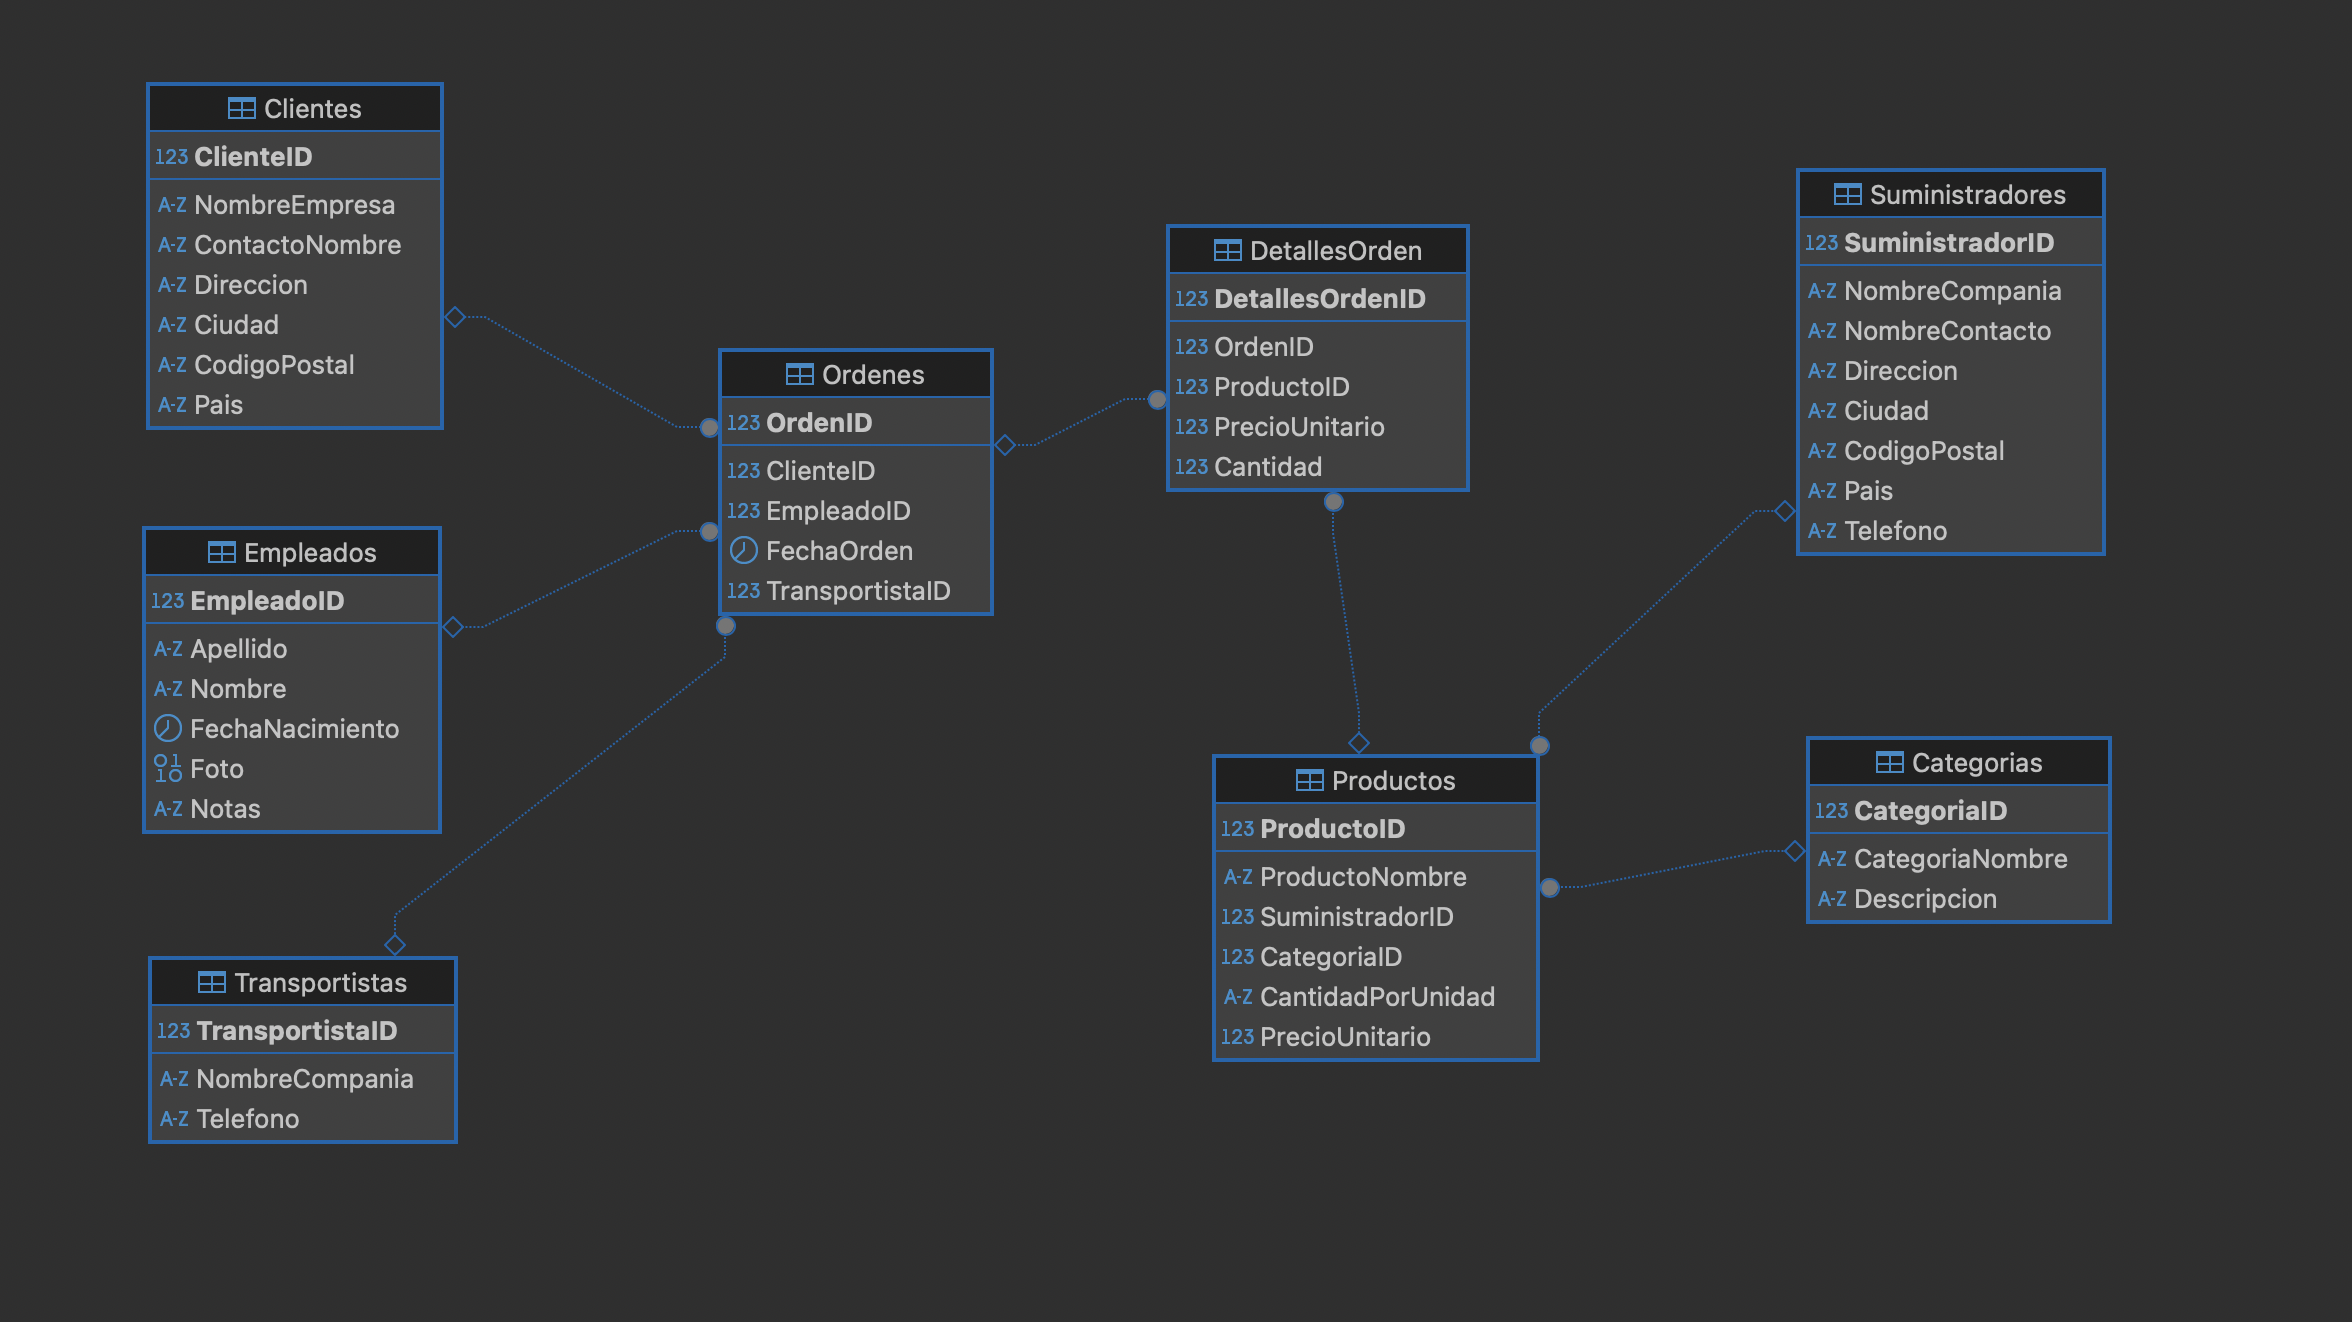 Clientes
123 ClienteID
A-Z NombreEmpresa
A-Z ContactoNombre
A-Z Direccion
A-Z Ciudad
A-Z CodigoPostal
A-Z Pais
Empleados
123 EmpleadoID
A-Z Apellido
A-Z Nombre
FechaNacimiento
01
10 Foto
A-Z Notas
Transportistas
123 TransportistaID
A-Z NombreCompania
A-Z Telefono
Ordenes
123 OrdenID
123 ClienteID
123 EmpleadoID
FechaOrden
123 TransportistaID
DetallesOrden
123 DetallesOrdenID
123 OrdenID
123 ProductoID
123 PrecioUnitario
123 Cantidad
Productos
123 ProductoID
A-Z ProductoNombre
123 SuministradorID
123 CategoriaID
A-Z CantidadPorUnidad
123 PrecioUnitario
Suministradores
123 SuministradorID
A-Z NombreCompania
A-Z NombreContacto
A-Z Direccion
A-Z Ciudad
A-Z CodigoPostal
A-Z Pais
A-Z Telefono
Categorias
123 CategoriaID
A-Z CategoriaNombre
A-Z Descripcion